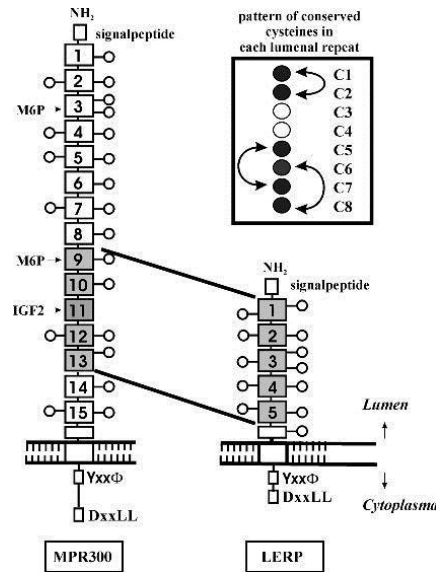 NH₂
signalpeptide
1
2
3
M6P
4
5
6
7
8
M6P
9
10
IGF2
11
12
13
14
15
YxxΦ
DxxLL
MPR300
pattern of conserved
cysteines in
each lumenal repeat
C1
C2
C3
C4
C5
C6
C7
C8
NH₂
signalpeptide
1
2
3
4
5
Lumen
Cytoplasma
YxxΦ
DxxLL
LERP